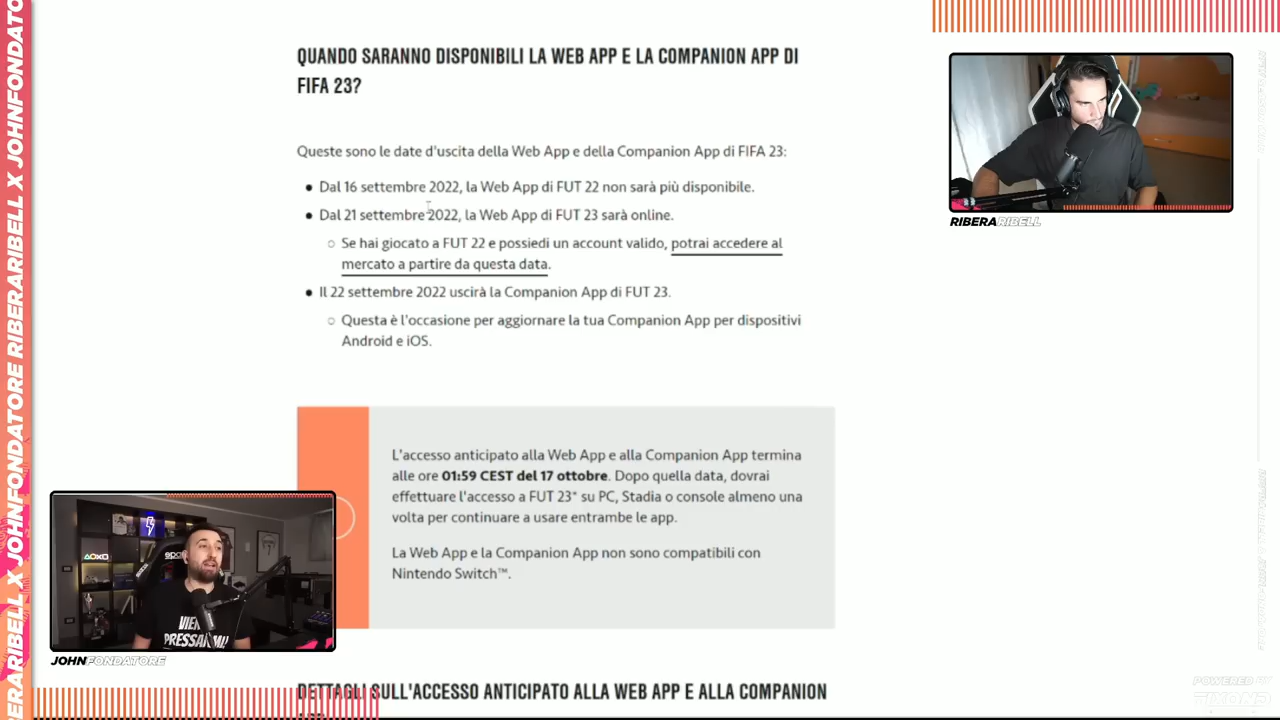 QUANDO SARANNO DISPONIBILI LA WEB APP E LA COMPANION APP DI
FIFA 23?
Queste sono le date d'uscita della Web App e della Companion App di FIFA 23:
● Dal 16 settembre 2022, la Web App di FUT 22 non sarà più disponibile.
● Dal 21 settembre 2022, la Web App di FUT 23 sarà online.
○ Se hai giocato a FUT 22 e possiedi un account valido, potrai accedere al
mercato a partire da questa data.
● Il 22 settembre 2022 uscirà la Companion App di FUT 23.
○ Questa è l'occasione per aggiornare la tua Companion App per dispositivi
Android e iOS.
L'accesso anticipato alla Web App e alla Companion App termina
alle ore 01:59 CEST del 17 ottobre. Dopo quella data, dovrai
effettuare l'accesso a FUT 23* su PC, Stadia o console almeno una
volta per continuare a usare entrambe le app.
La Web App e la Companion App non sono compatibili con
Nintendo Switch™.
DETTAGLI SULL'ACCESSO ANTICIPATO ALLA WEB APP E ALLA COMPANION
RIBERARIBELL
JOHNFONDATORE
VIEN
PRESSAMI!
RIBERARIBELL X JOHNFONDATORE RIBERARIBELL X JOHNFONDATORE
POWERED BY